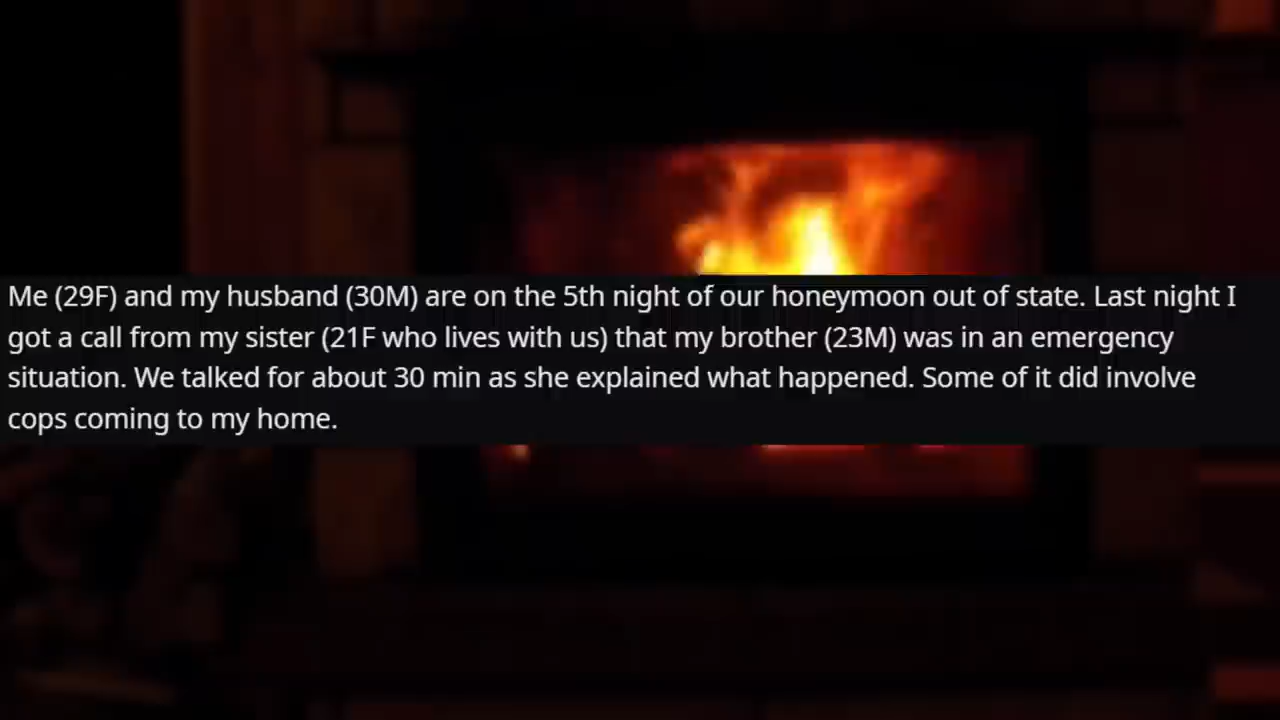 Me (29F) and my husband (30M) are on the 5th night of our honeymoon out of state. Last night I
got a call from my sister (21F who lives with us) that my brother (23M) was in an emergency
situation. We talked for about 30 min as she explained what happened. Some of it did involve
cops coming to my home.